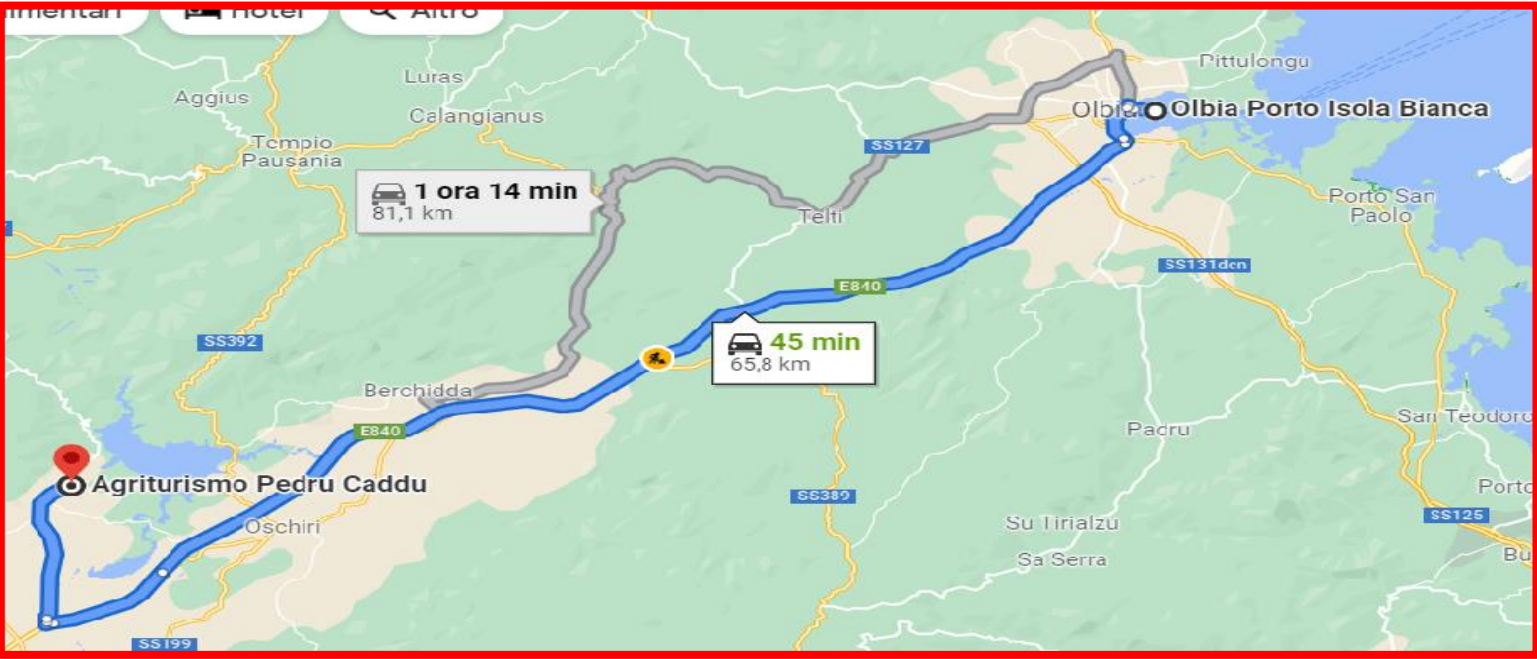 Hotel
Altro
Luras
Pittulongu
Aggius
Calangianus
Olbia Porto Isola Bianca
Tempio
Pausania
SS127
1 ora 14 min
81,1 km
Porto San
Paolo
Telti
SS131dcn
E840
SS392
45 min
65,8 km
Berchidda
San Teodoro
E840
Padru
Agriturismo Pedru Caddu
SS389
Porto
SS125
Oschiri
Su Tirialzu
Sa Serra
Bu
SS199